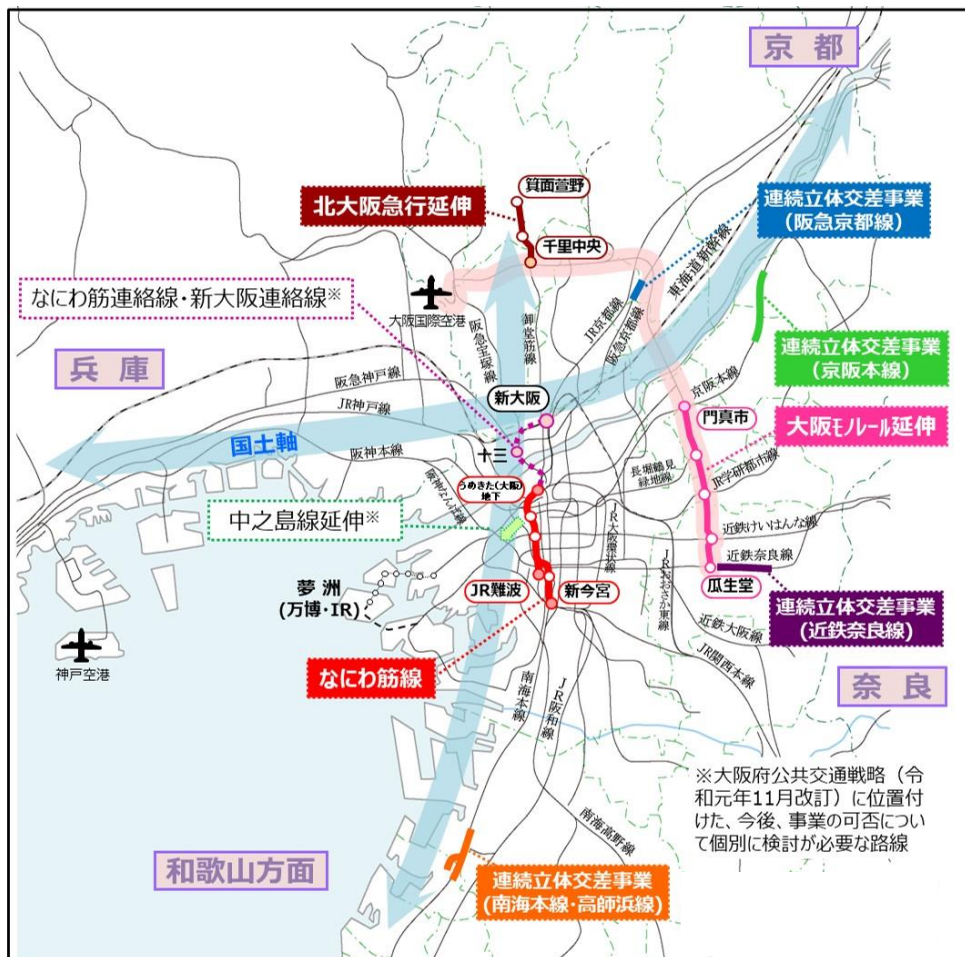 京都
箕面萱野
北大阪急行延伸
連続立体交差事業
(阪急京都線)
千里中央
東海道新幹線
なにわ筋連絡線・新大阪連絡線※
大阪国際空港
阪急宝塚線
御堂筋線
JR京都線
阪急京都線
連続立体交差事業
(京阪本線)
兵庫
阪急神戸線
JR神戸線
新大阪
京阪本線
門真市
大阪モノレール延伸
国土軸
阪神本線
十三
長堀鶴見
緑地線
JR学研都市線
うめきた(大阪)
地下
阪神なんば線
中之島線延伸※
JR大阪環状線
近鉄けいはんな線
近鉄奈良線
夢洲
(万博・IR)
JR難波
新今宮
JRおおさか東線
瓜生堂
連続立体交差事業
(近鉄奈良線)
近鉄大阪線
JR関西本線
神戸空港
なにわ筋線
南海本線
JR阪和線
奈良
※大阪府公共交通戦略（令
和元年11月改訂）に位置付
けた、今後、事業の可否につい
て個別に検討が必要な路線
南海高野線
和歌山方面
連続立体交差事業
(南海本線・高師浜線)